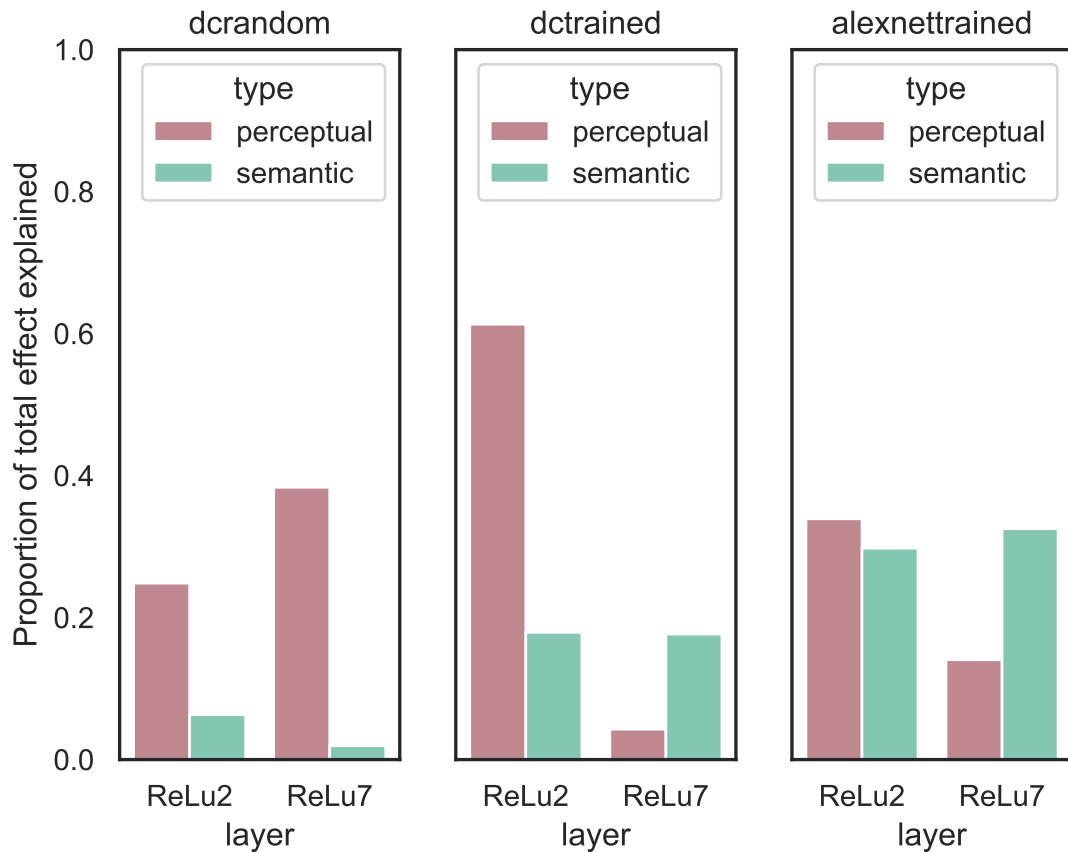 dcrandom
dctrained
alexnettrained
Proportion of total effect explained
1.0
0.8
0.6
0.4
0.2
0.0
type
perceptual
semantic
type
perceptual
semantic
type
perceptual
semantic
ReLu2 ReLu7
layer
ReLu2 ReLu7
layer
ReLu2 ReLu7
layer